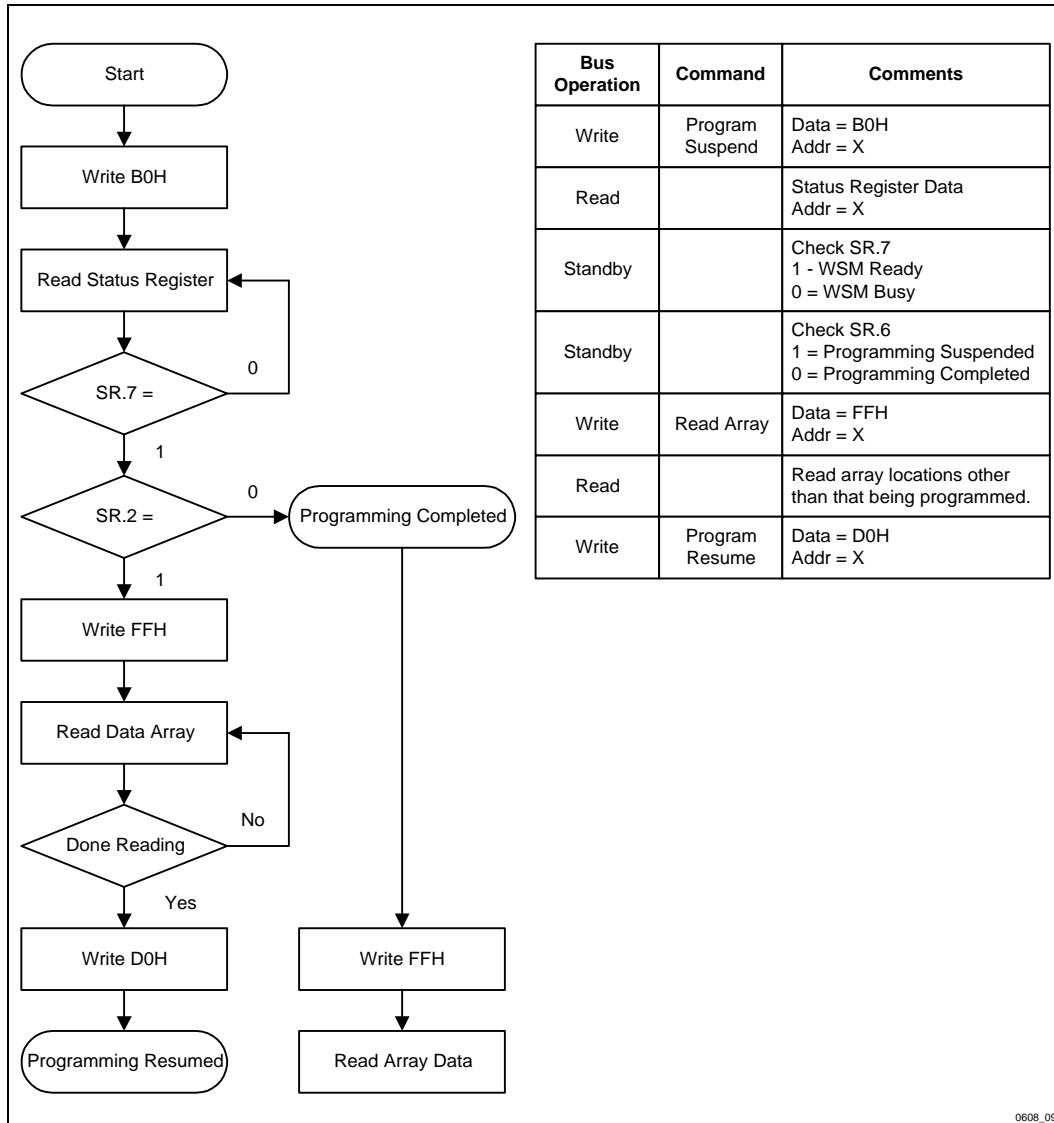 Start
Write B0H
Read Status Register
0
SR.7 =
1
0
SR.2 =
Programming Completed
1
Write FFH
Read Data Array
No
Done Reading
Yes
Write D0H
Write FFH
Programming Resumed
Read Array Data
Bus
Operation
Command
Comments
Write
Program
Suspend
Data = B0H
Addr = X
Read
Status Register Data
Addr = X
Standby
Check SR.7
1 - WSM Ready
0 = WSM Busy
Standby
Check SR.6
1 = Programming Suspended
0 = Programming Completed
Write
Read Array
Data = FFH
Addr = X
Read
Read array locations other
than that being programmed.
Write
Program
Resume
Data = D0H
Addr = X
0608_09